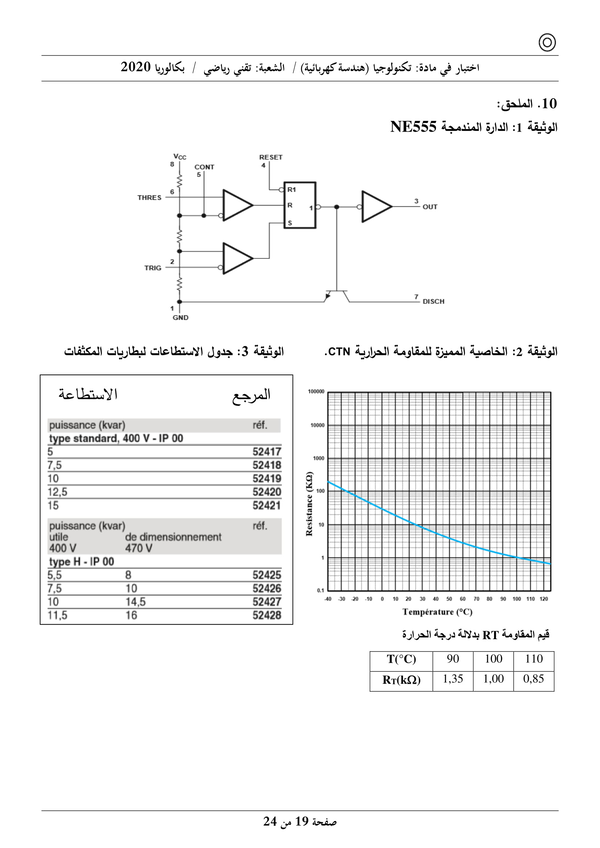 اختبار في مادة: تكنولوجيا (هندسة كهربائية) / الشعبة: تقني رياضي / بكالوريا 2020
10. الملحق:
الوثيقة 1: الدارة المندمجة NE555
VCC
8
CONT
5
RESET
4
THRES
6
R1
R
1
S
3
OUT
TRIG
2
7
DISCH
1
GND
الوثيقة 2: الخاصية المميزة للمقاومة الحرارية CTN.
100000
10000
1000
100
10
1
0.1
Resistance (KΩ)
-40 -30 -20 -10 0 10 20 30 40 50 60 70 80 90 100 110 120
Température (°C)
قيم المقاومة RT بدلالة درجة الحرارة
T(°C) 90 100 110
RT(kΩ) 1,35 1,00 0,85
الوثيقة 3: جدول الاستطاعات لبطاريات المكثفات
المرجع الاستطاعة
puissance (kvar) réf.
type standard, 400 V - IP 00
5 52417
7,5 52418
10 52419
12,5 52420
15 52421
puissance (kvar) réf.
utile de dimensionnement
400 V 470 V
type H - IP 00
5,5 8 52425
7,5 10 52426
10 14,5 52427
11,5 16 52428
صفحة 19 من 24